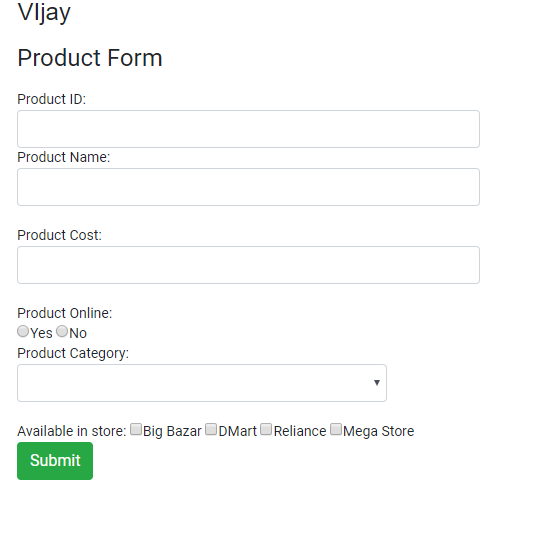 VIjay
Product Form
Product ID:
Product Name:
Product Cost:
Product Online:
Yes No
Product Category:
Available in store: Big Bazar DMart Reliance Mega Store
Submit